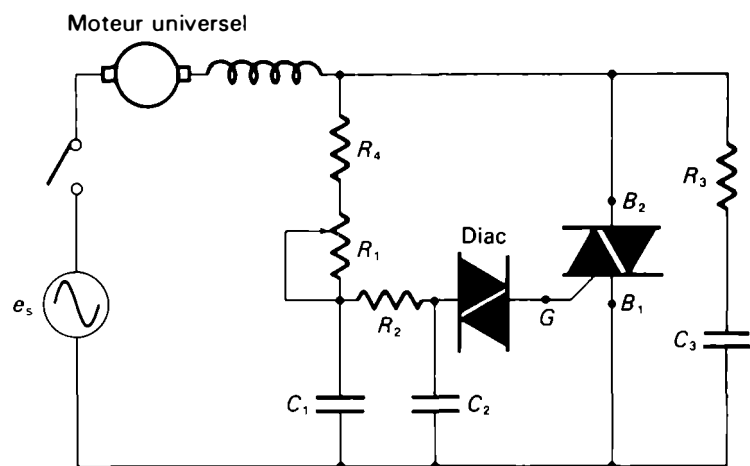 Moteur universel
R4
R3
B2
Diac
R1
es
R2
G
B1
C3
C1
C2